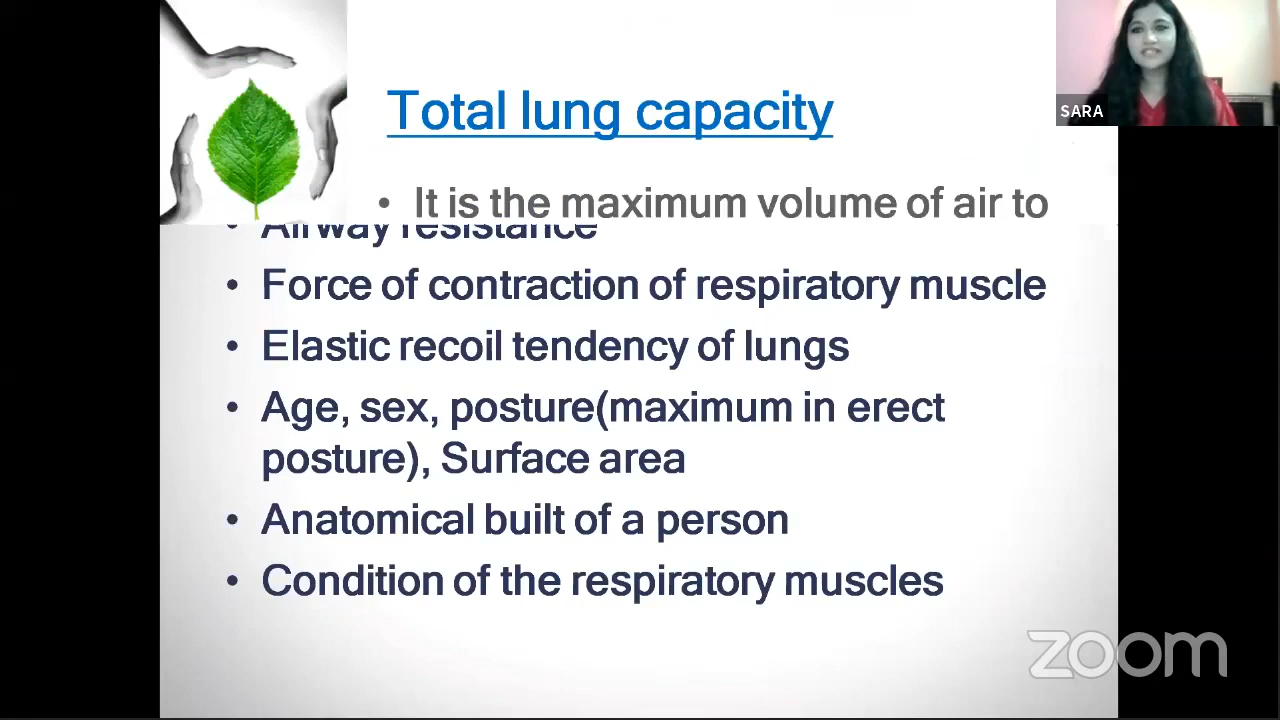 Total lung capacity
SARA
• It is the maximum volume of air to
• Airway resistance
• Force of contraction of respiratory muscle
• Elastic recoil tendency of lungs
• Age, sex, posture(maximum in erect
posture), Surface area
• Anatomical built of a person
• Condition of the respiratory muscles
zoom